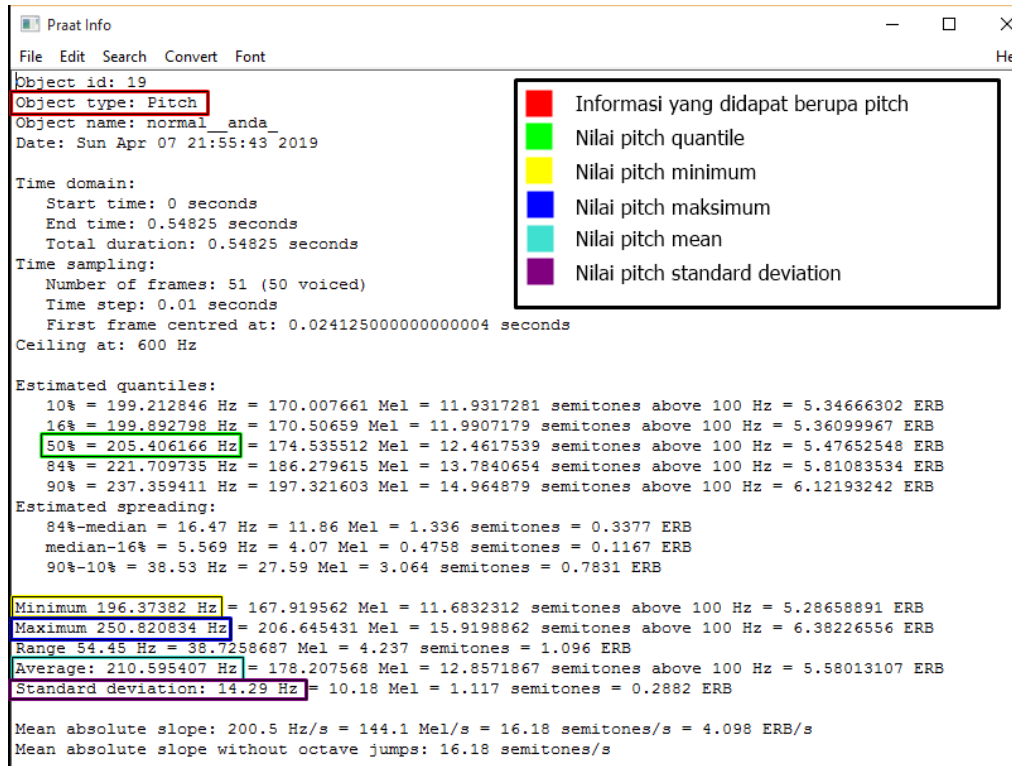 Praat Info
File Edit Search Convert Font He
Object id: 19
Object type: Pitch
Object name: normal__anda_
Date: Sun Apr 07 21:55:43 2019
Informasi yang didapat berupa pitch
Nilai pitch quantile
Nilai pitch minimum
Nilai pitch maksimum
Nilai pitch mean
Nilai pitch standard deviation
Time domain:
Start time: 0 seconds
End time: 0.54825 seconds
Total duration: 0.54825 seconds
Time sampling:
Number of frames: 51 (50 voiced)
Time step: 0.01 seconds
First frame centred at: 0.024125000000000004 seconds
Ceiling at: 600 Hz
Estimated quantiles:
10% = 199.212846 Hz = 170.007661 Mel = 11.9317281 semitones above 100 Hz = 5.34666302 ERB
16% = 199.892798 Hz = 170.50659 Mel = 11.9907179 semitones above 100 Hz = 5.36099967 ERB
50% = 205.406166 Hz = 174.535512 Mel = 12.4617539 semitones above 100 Hz = 5.47652548 ERB
84% = 221.709735 Hz = 186.279615 Mel = 13.7840654 semitones above 100 Hz = 5.81083534 ERB
90% = 237.359411 Hz = 197.321603 Mel = 14.964879 semitones above 100 Hz = 6.12193242 ERB
Estimated spreading:
84%-median = 16.47 Hz = 11.86 Mel = 1.336 semitones = 0.3377 ERB
median-16% = 5.569 Hz = 4.07 Mel = 0.4758 semitones = 0.1167 ERB
90%-10% = 38.53 Hz = 27.59 Mel = 3.064 semitones = 0.7831 ERB
Minimum 196.37382 Hz = 167.919562 Mel = 11.6832312 semitones above 100 Hz = 5.28658891 ERB
Maximum 250.820834 Hz = 206.645431 Mel = 15.9198862 semitones above 100 Hz = 6.38226556 ERB
Range 54.45 Hz = 38.7258687 Mel = 4.237 semitones = 1.096 ERB
Average: 210.595407 Hz = 178.207568 Mel = 12.8571867 semitones above 100 Hz = 5.58013107 ERB
Standard deviation: 14.29 Hz = 10.18 Mel = 1.117 semitones = 0.2882 ERB
Mean absolute slope: 200.5 Hz/s = 144.1 Mel/s = 16.18 semitones/s = 4.098 ERB/s
Mean absolute slope without octave jumps: 16.18 semitones/s